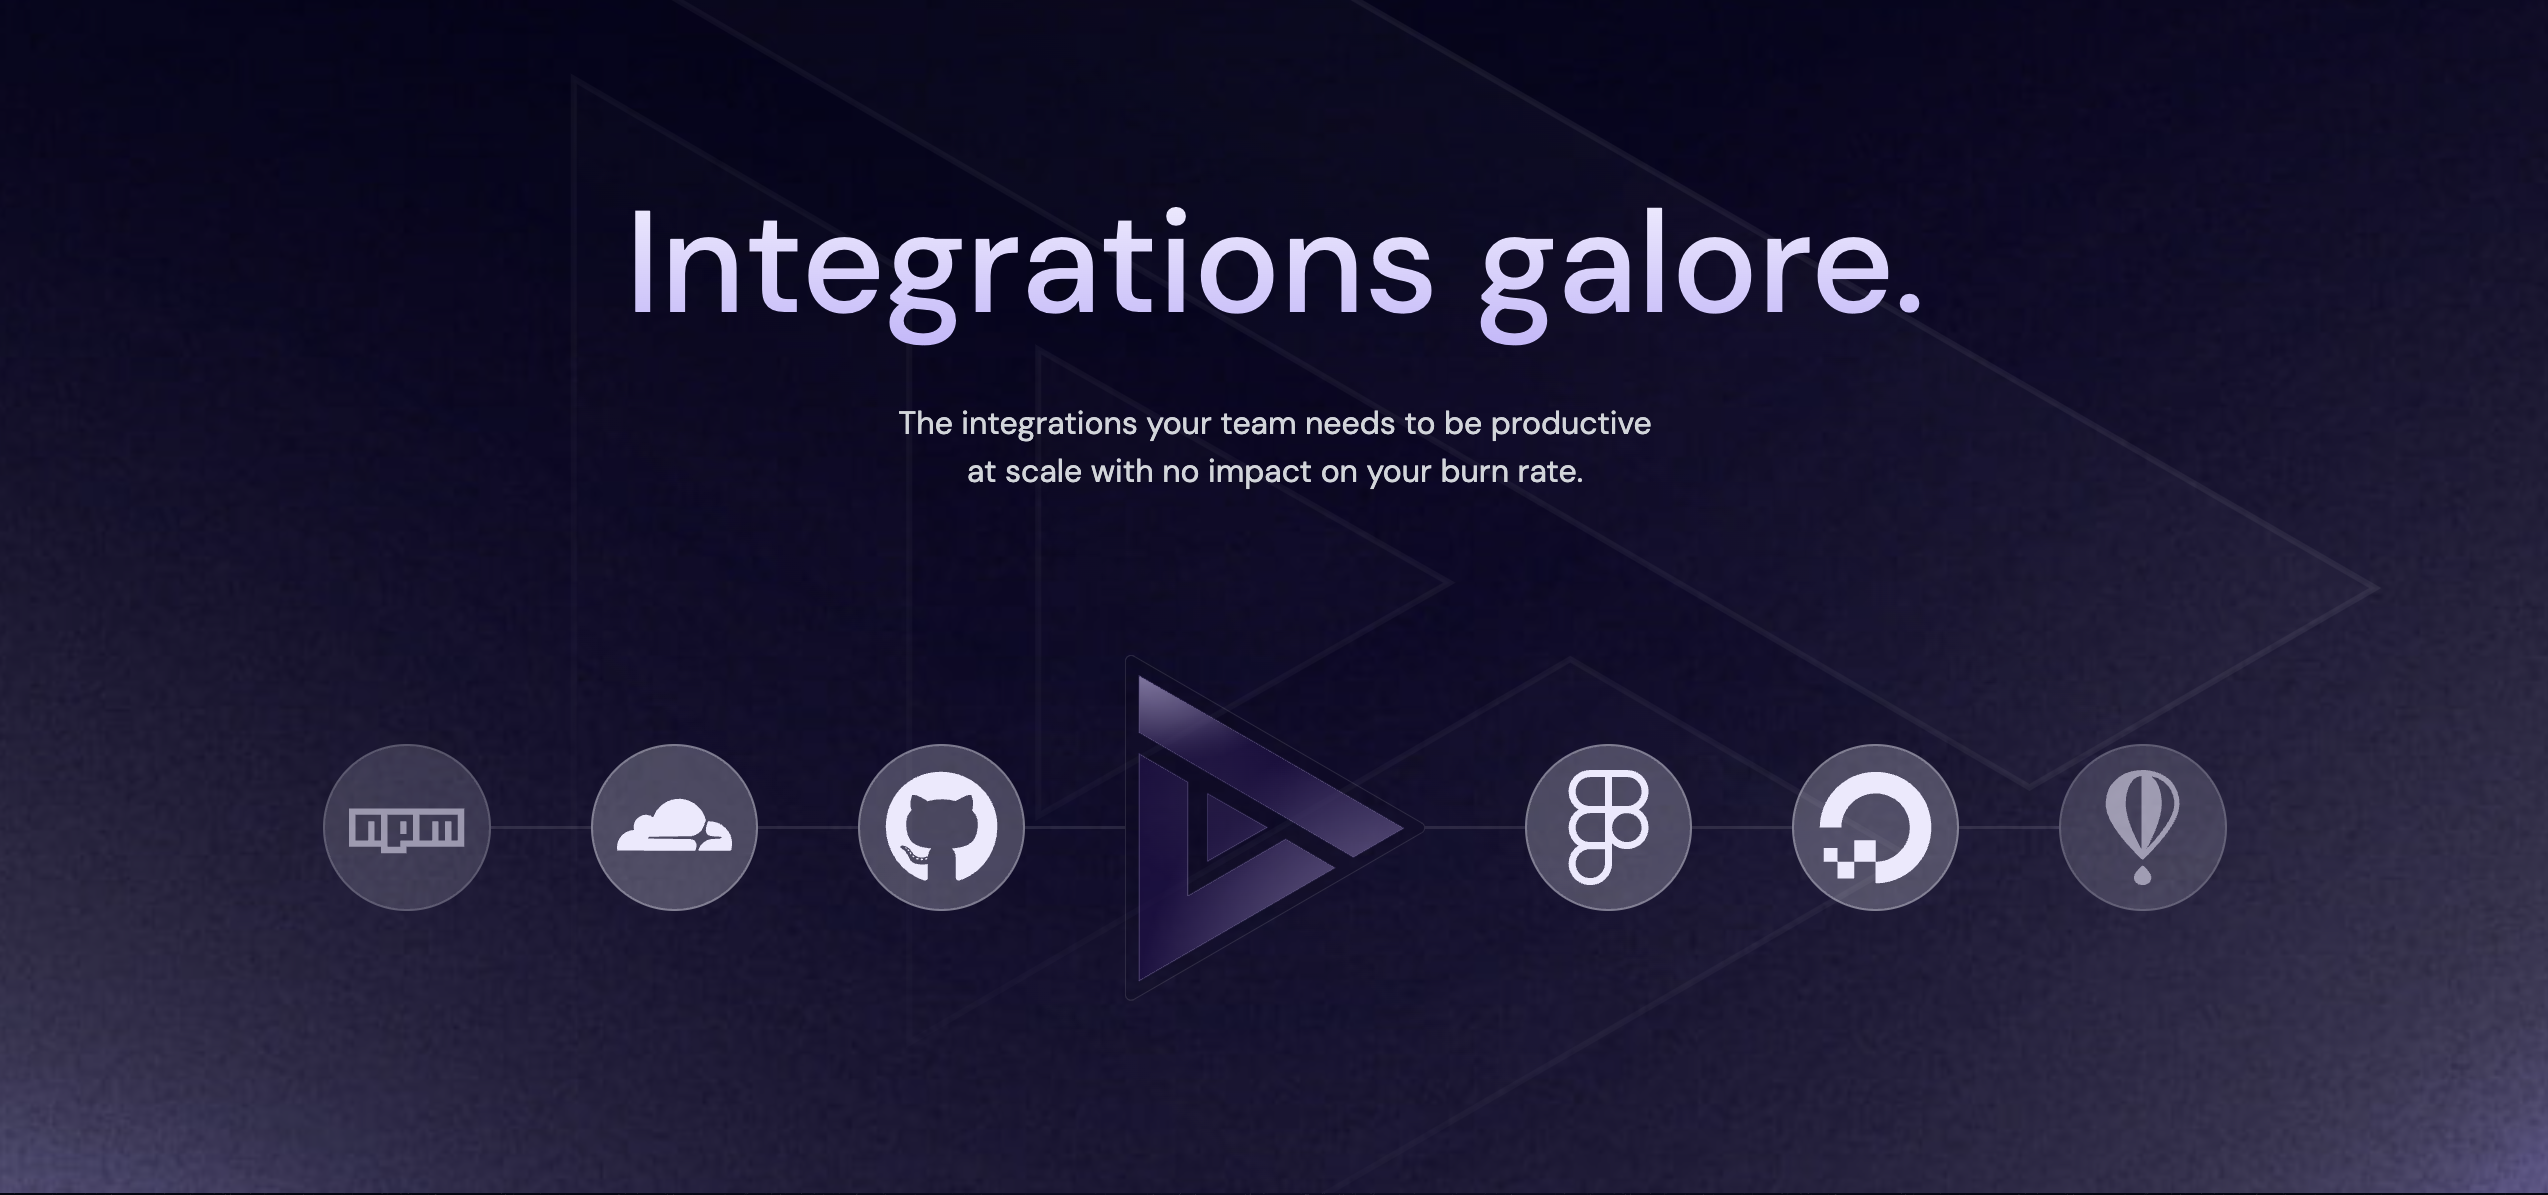 Integrations galore.
The integrations your team needs to be productive
at scale with no impact on your burn rate.
npm